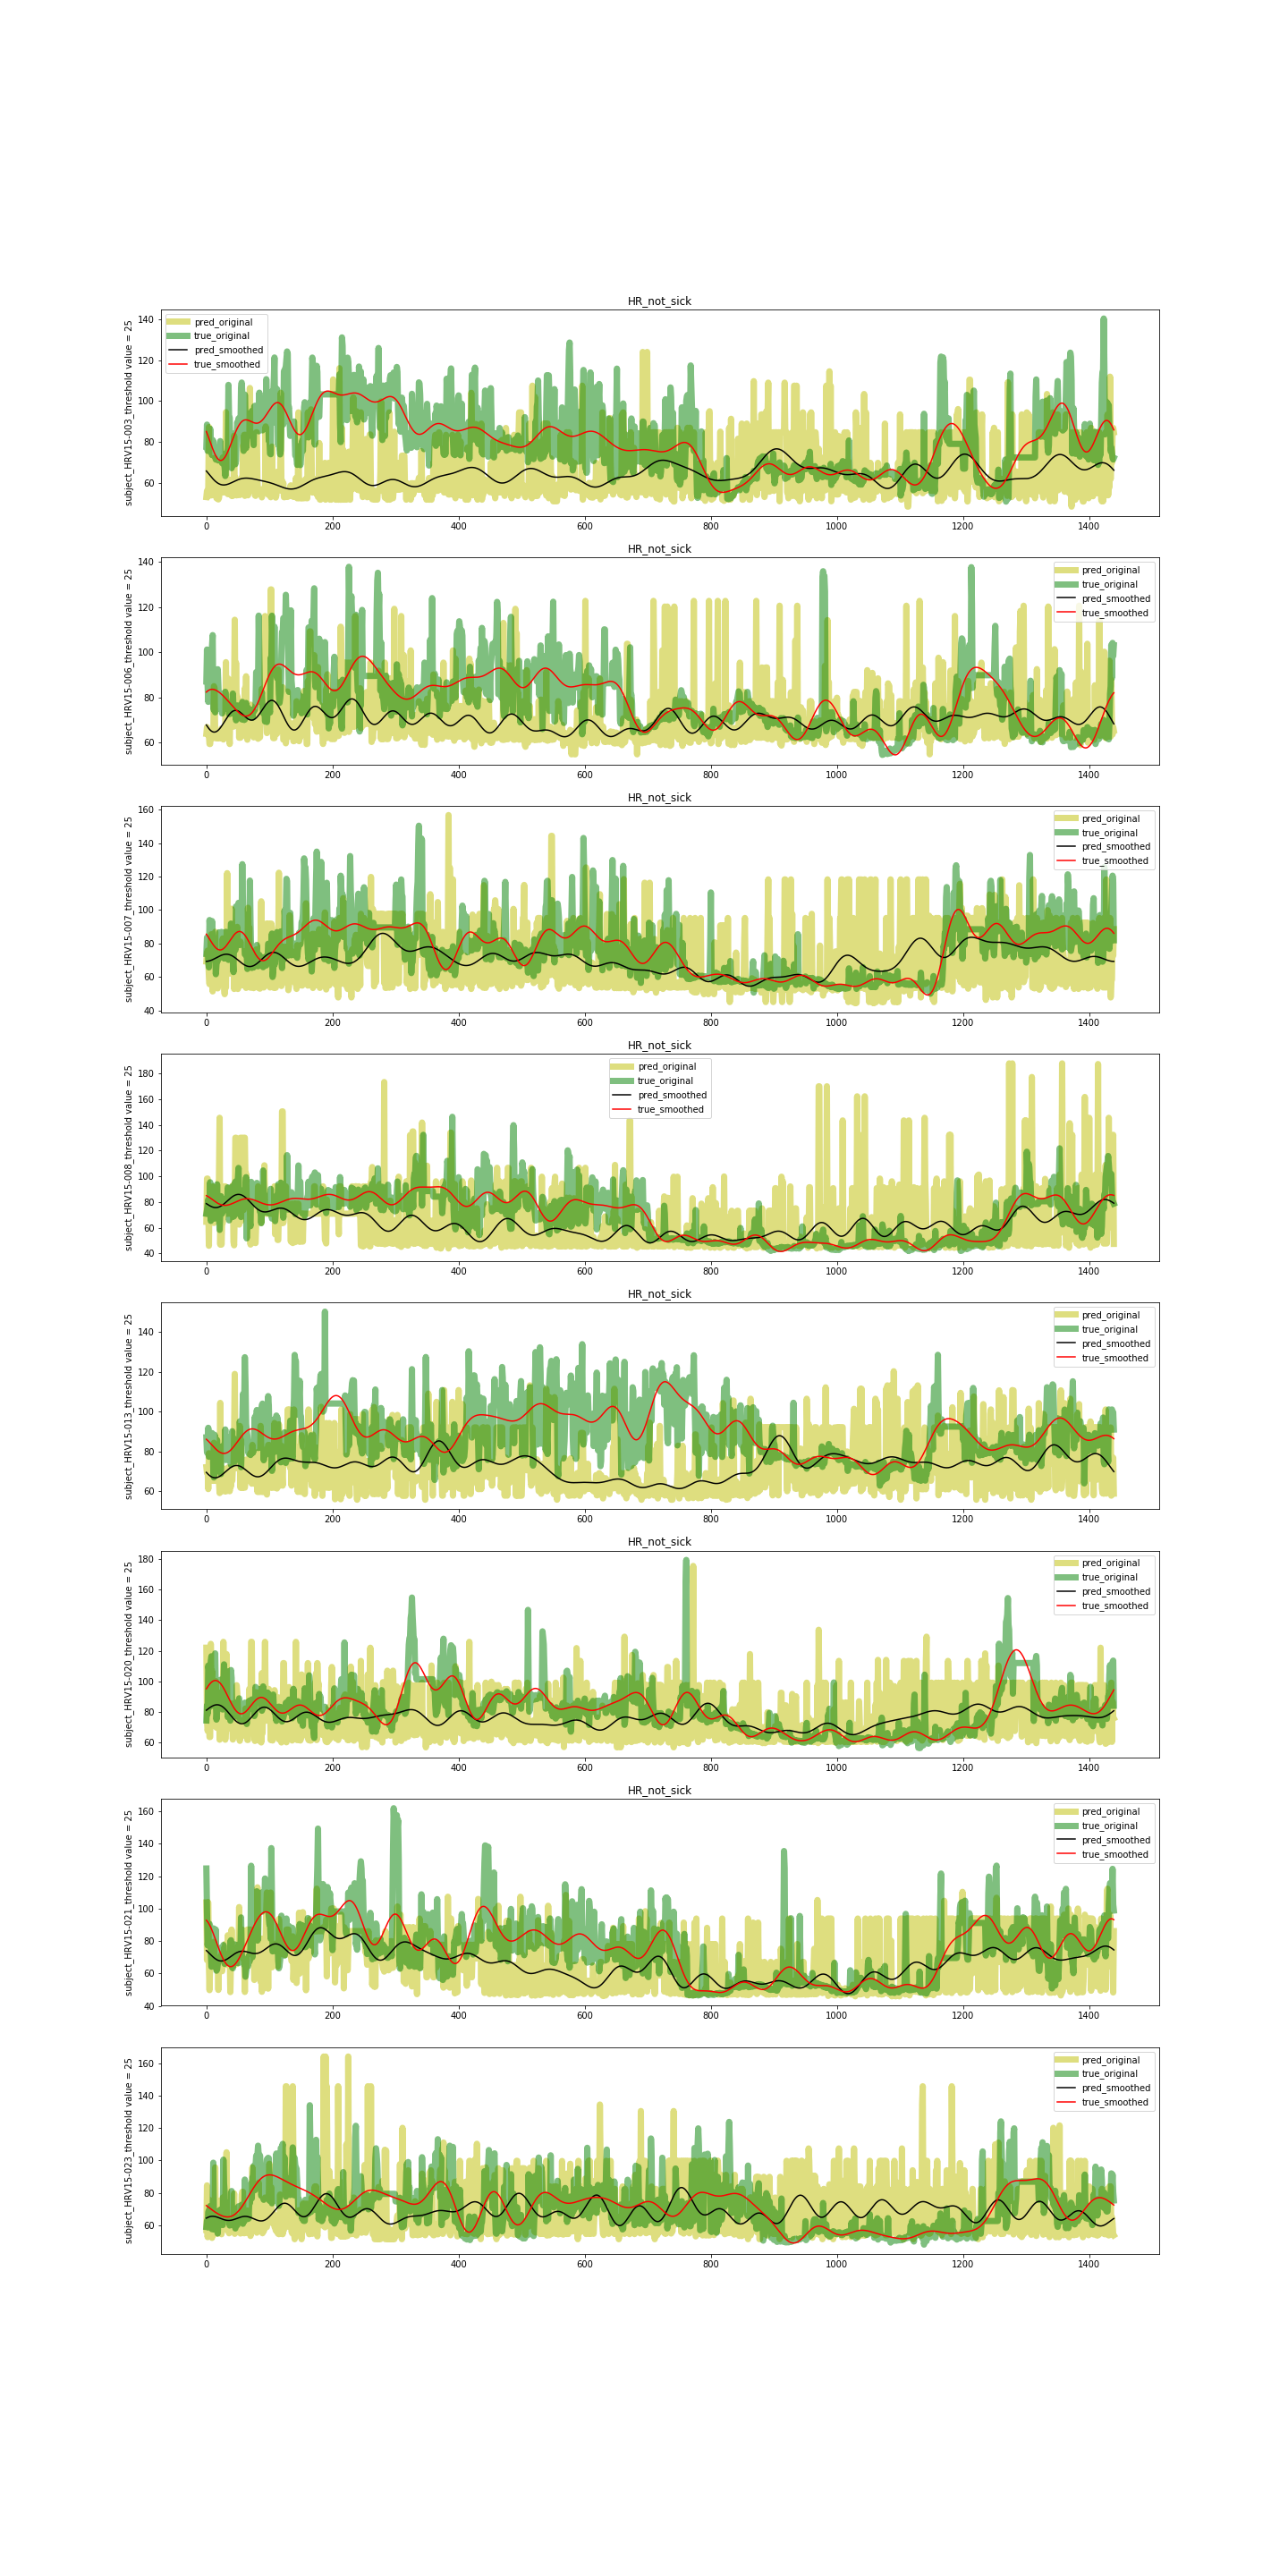 HR_not_sick
subject_HRV15-003_threshold value = 25
140
120
100
80
60
pred_original
true_original
pred_smoothed
true_smoothed
0 200 400 600 800 1000 1200 1400
HR_not_sick
subject_HRV15-006_threshold value = 25
140
120
100
80
60
pred_original
true_original
pred_smoothed
true_smoothed
0 200 400 600 800 1000 1200 1400
HR_not_sick
subject_HRV15-007_threshold value = 25
160
140
120
100
80
60
40
pred_original
true_original
pred_smoothed
true_smoothed
0 200 400 600 800 1000 1200 1400
HR_not_sick
subject_HRV15-008_threshold value = 25
180
160
140
120
100
80
60
40
pred_original
true_original
pred_smoothed
true_smoothed
0 200 400 600 800 1000 1200 1400
HR_not_sick
subject_HRV15-013_threshold value = 25
140
120
100
80
60
pred_original
true_original
pred_smoothed
true_smoothed
0 200 400 600 800 1000 1200 1400
HR_not_sick
subject_HRV15-020_threshold value = 25
180
160
140
120
100
80
60
pred_original
true_original
pred_smoothed
true_smoothed
0 200 400 600 800 1000 1200 1400
HR_not_sick
subject_HRV15-021_threshold value = 25
160
140
120
100
80
60
40
pred_original
true_original
pred_smoothed
true_smoothed
0 200 400 600 800 1000 1200 1400
subject_HRV15-023_threshold value = 25
160
140
120
100
80
60
pred_original
true_original
pred_smoothed
true_smoothed
0 200 400 600 800 1000 1200 1400